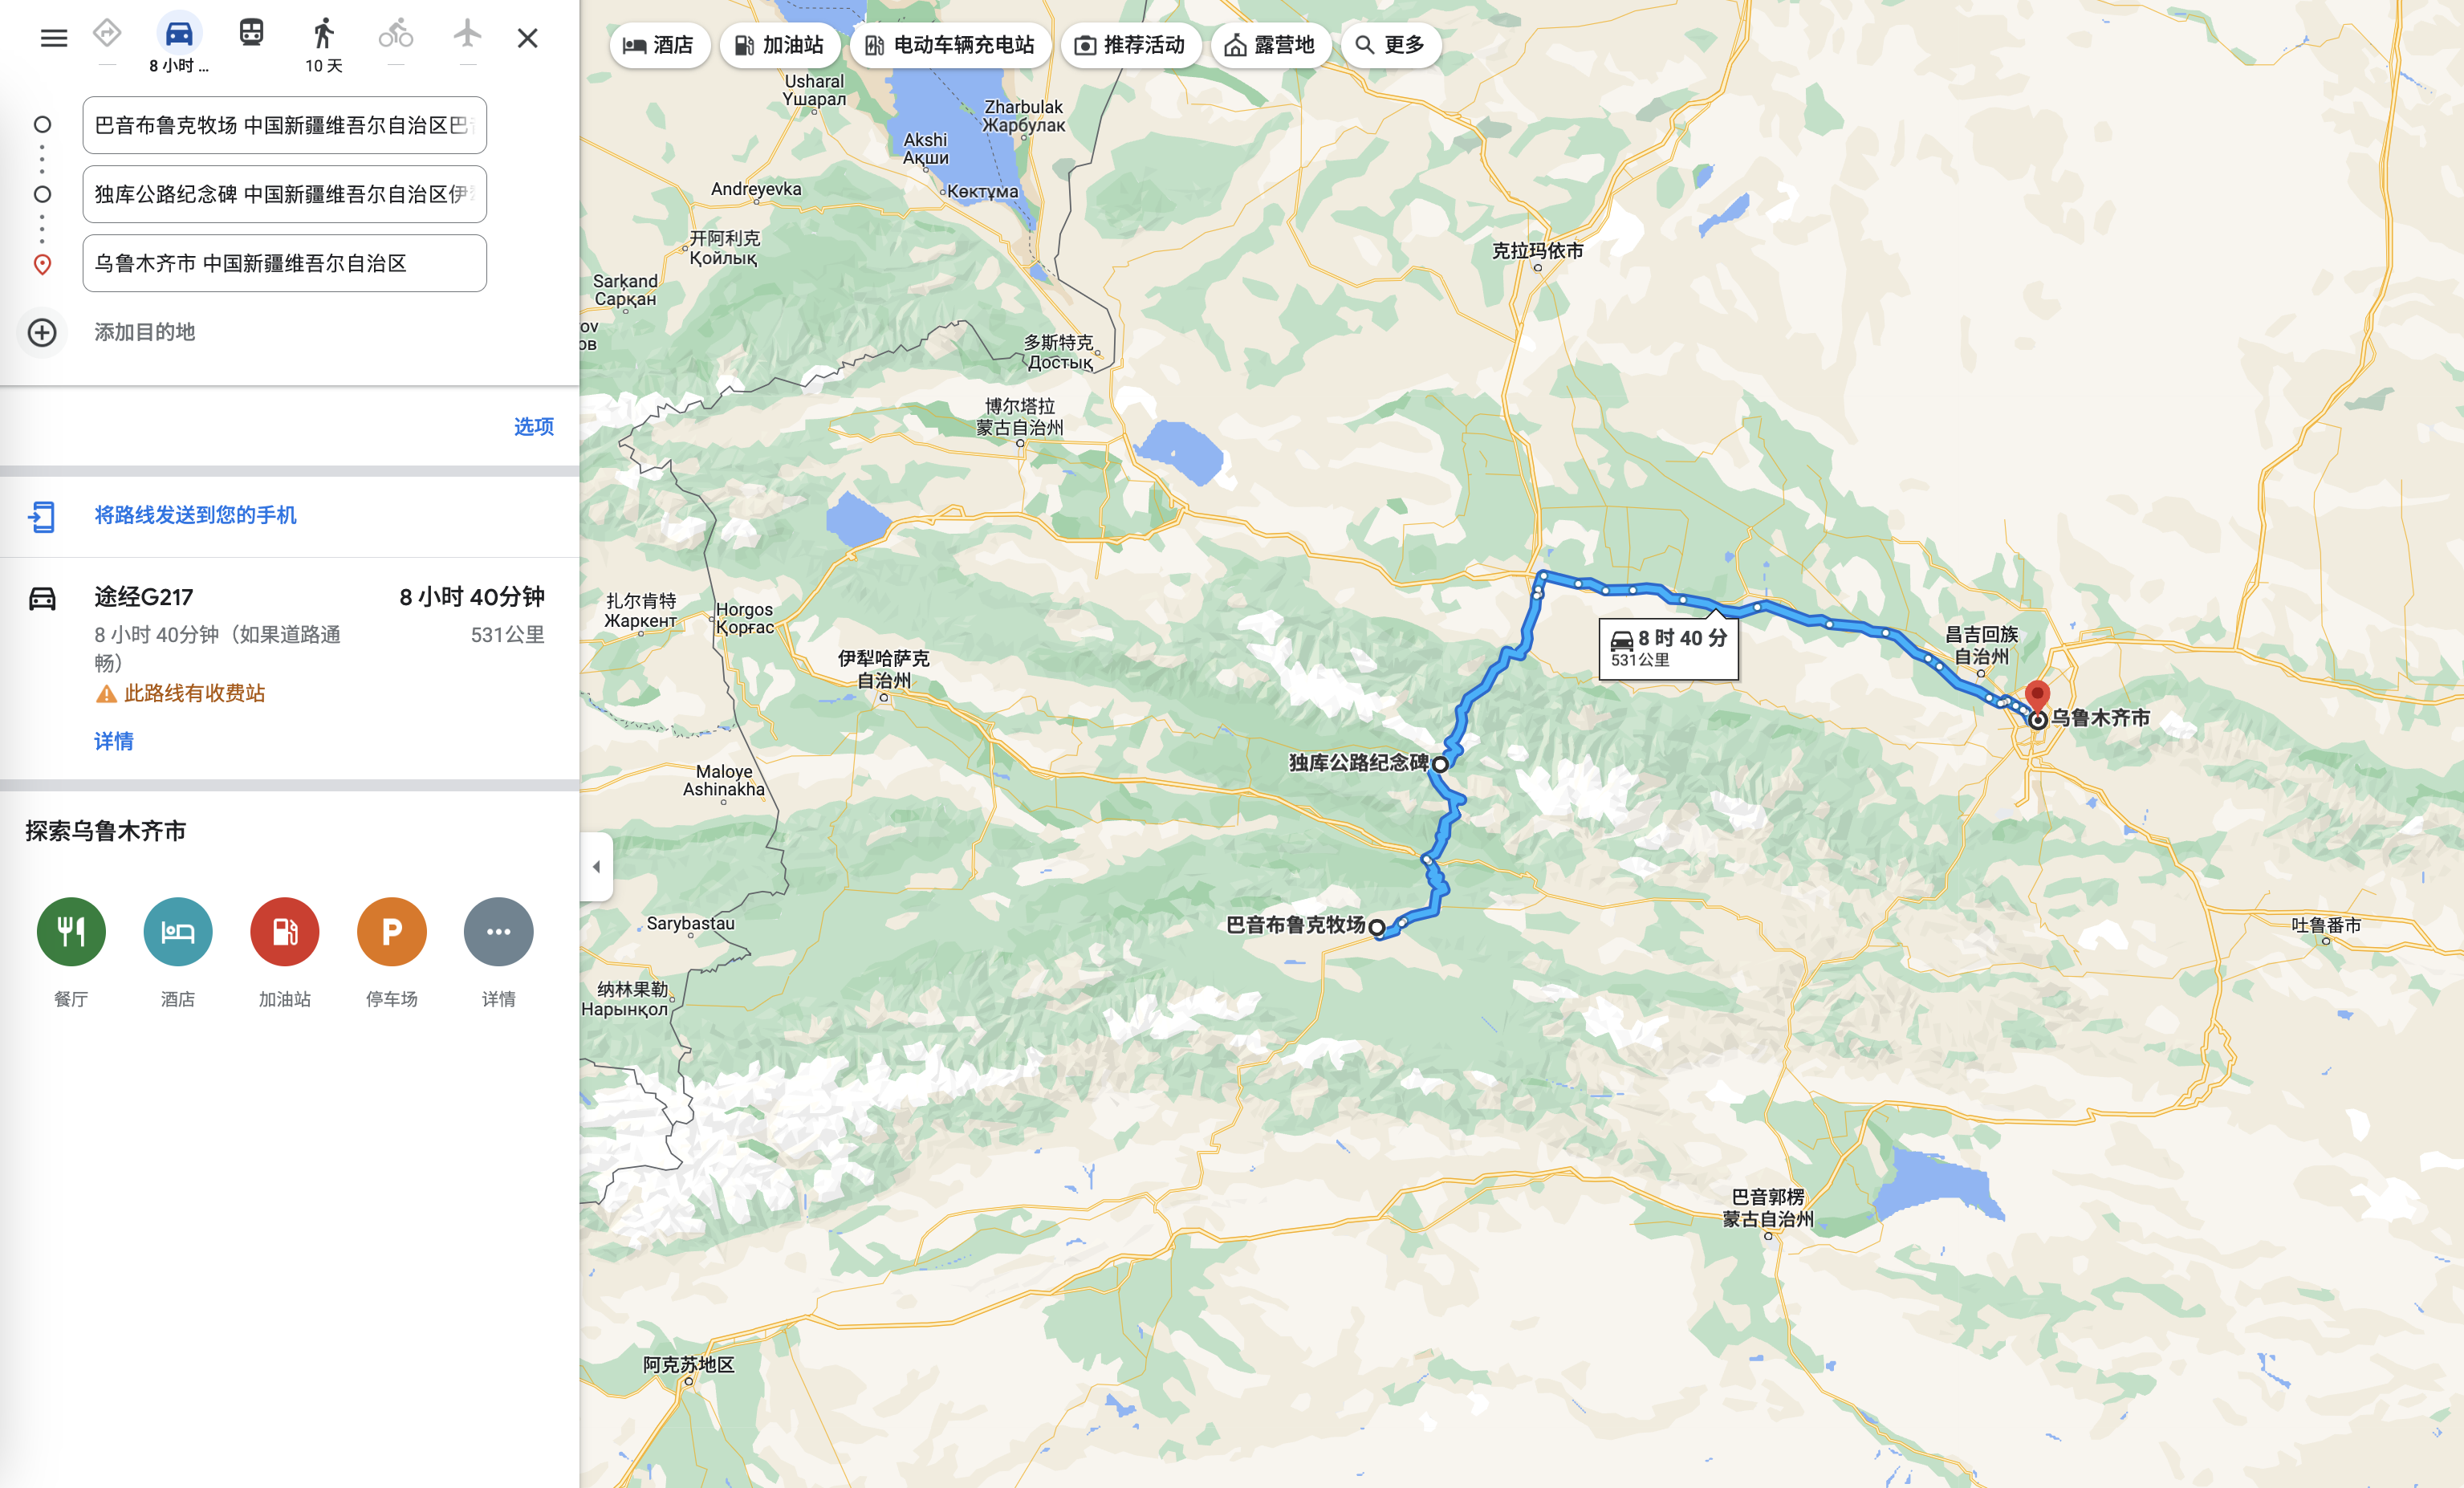 8 小时 ...
10 天
巴音布鲁克牧场 中国新疆维吾尔自治区巴
独库公路纪念碑 中国新疆维吾尔自治区伊
乌鲁木齐市 中国新疆维吾尔自治区
添加目的地
选项
将路线发送到您的手机
途经G217
8 小时 40分钟
8 小时 40分钟（如果道路通
畅）
531公里
此路线有收费站
详情
探索乌鲁木齐市
餐厅
酒店
加油站
P
停车场
详情
酒店
加油站
电动车辆充电站
推荐活动
露营地
更多
Usharal
Үшарал
Zharbulak
Жарбулак
Akshi
Ақши
Көктұма
Andreyevka
开阿利克
Қойлық
Sarkand
Сарқан
ov
ов
多斯特克
Достық
克拉玛依市
博尔塔拉
蒙古自治州
扎尔肯特
Жаркент
Horgos
Қорғас
伊犁哈萨克
自治州
8 时 40 分
531公里
昌吉回族
自治州
乌鲁木齐市
独库公路纪念碑
Maloye
Ashinakha
巴音布鲁克牧场
Sarybastau
吐鲁番市
纳林果勒
Нарынқол
巴音郭楞
蒙古自治州
阿克苏地区